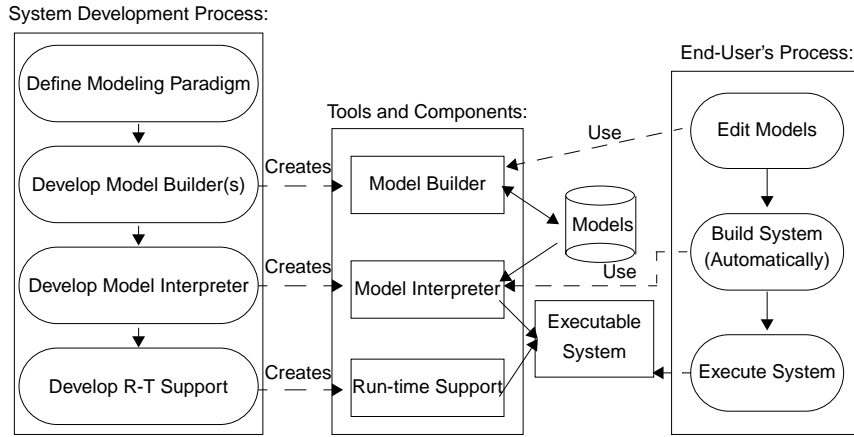 System Development Process:
Define Modeling Paradigm
Develop Model Builder(s)
Develop Model Interpreter
Develop R-T Support
Creates
Creates
Creates
Tools and Components:
Model Builder
Model Interpreter
Run-time Support
Models
Executable
System
Use
Use
End-User's Process:
Edit Models
Build System
(Automatically)
Execute System